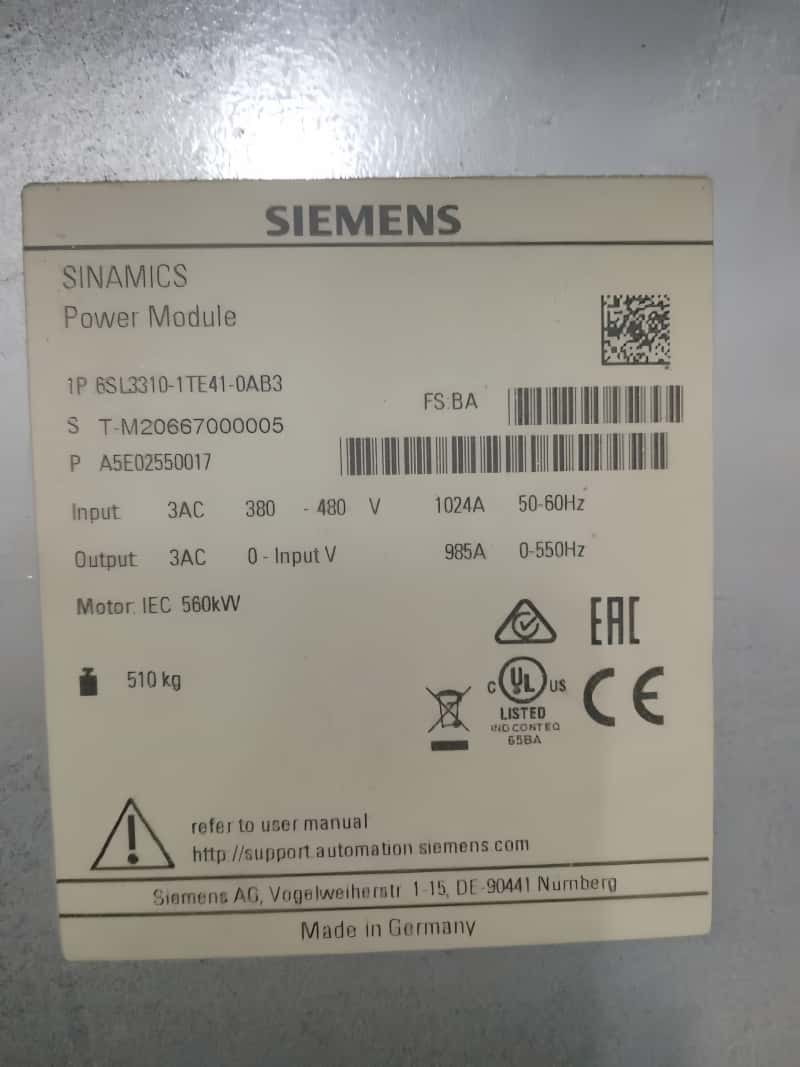 SIEMENS
SINAMICS
Power Module
1P 6SL3310-1TE41-0AB3
FS:BA
S T-M20667000005
P A5E02550017
Input: 3AC 380 - 480 V 1024A 50-60Hz
Output: 3AC 0 - Input V 985A 0-550Hz
Motor: IEC 560kW
EAC
510 kg
C UL US
LISTED
IND CONT EQ
65BA
CE
refer to user manual
http://support.automation.siemens.com
Siemens AG, Vogelweiherstr. 1-15, DE-90441 Nurnberg
Made in Germany